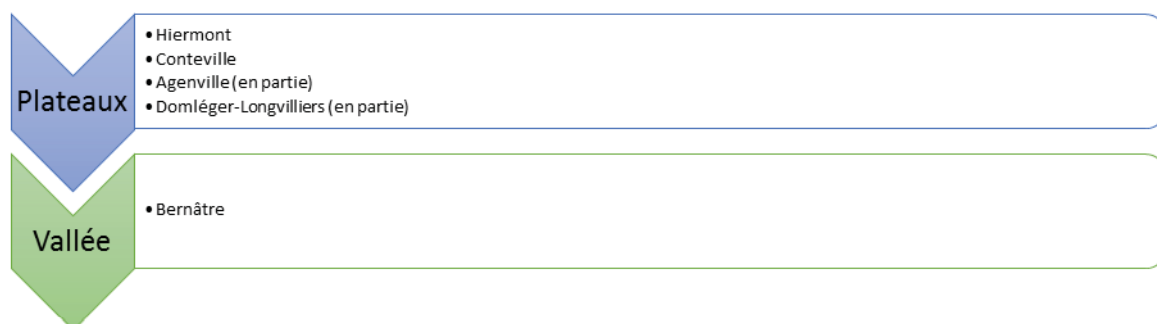 Plateaux
• Hiermont
• Conteville
• Agenville (en partie)
• Domléger-Longvilliers (en partie)
Vallée
• Bernâtre